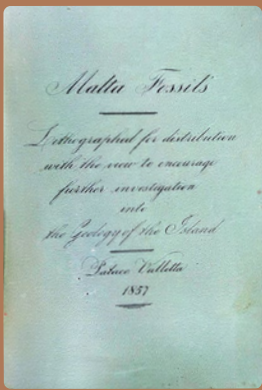 Malta Fossils
Lithographed for distribution
with the view to encourage
further investigation
into
the Geology of the Island
Palace Valletta
1857